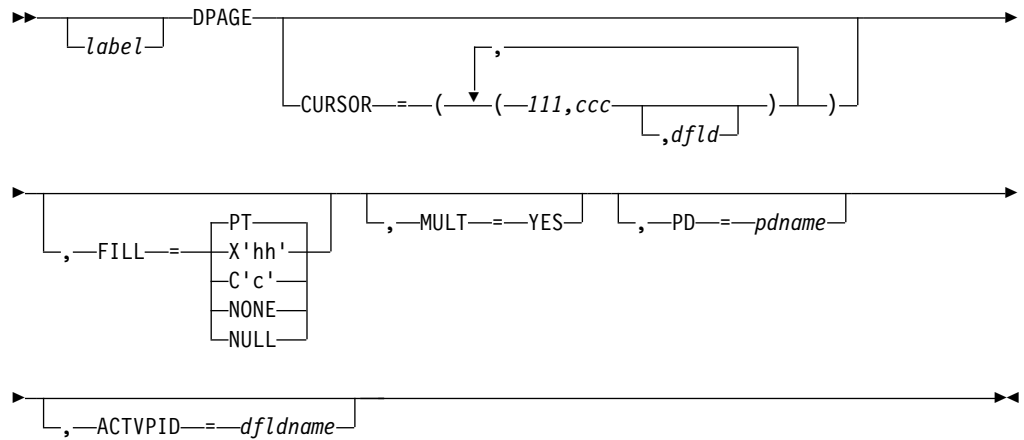 label DPAGE
,
CURSOR = ( ( 111,ccc ) )
,dfld
PT
, FILL = X'hh' , MULT = YES , PD = pdname
C'c'
NONE
NULL
, ACTVPID = dfldname